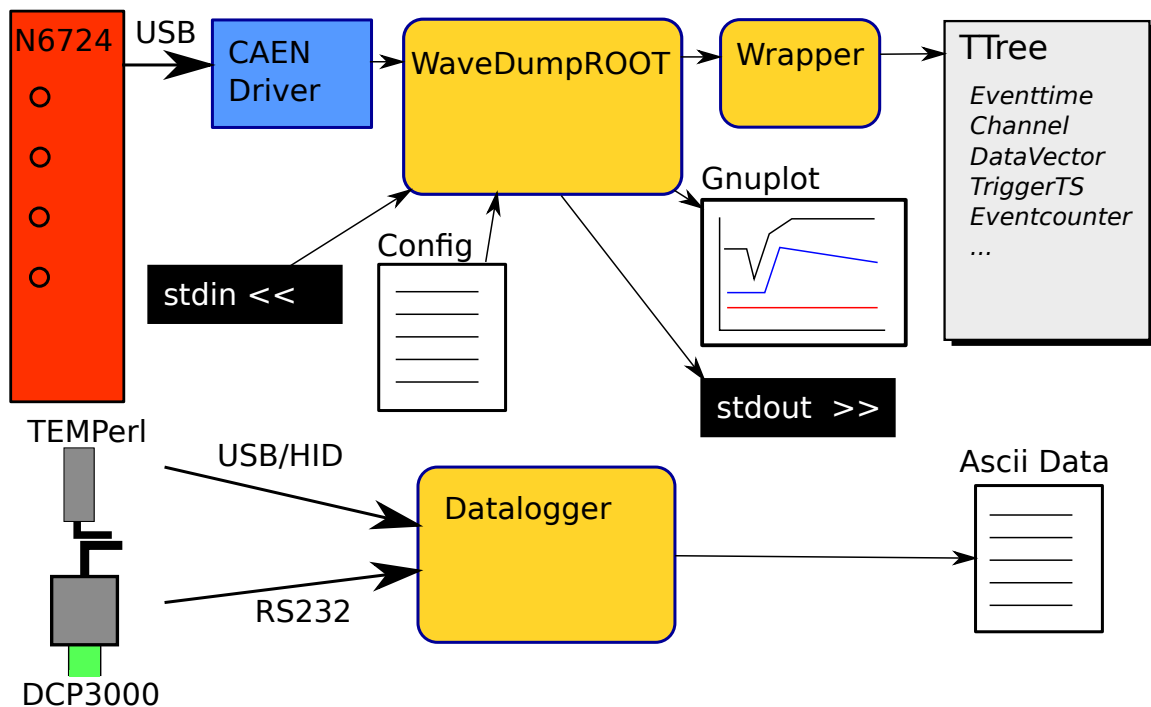 N6724
USB
CAEN
Driver
WaveDumpROOT
Wrapper
TTree
Eventtime
Channel
DataVector
TriggerTS
Eventcounter
...
Gnuplot
Config
stdin <<
stdout  >>
TEMPerl
USB/HID
Datalogger
Ascii Data
RS232
DCP3000